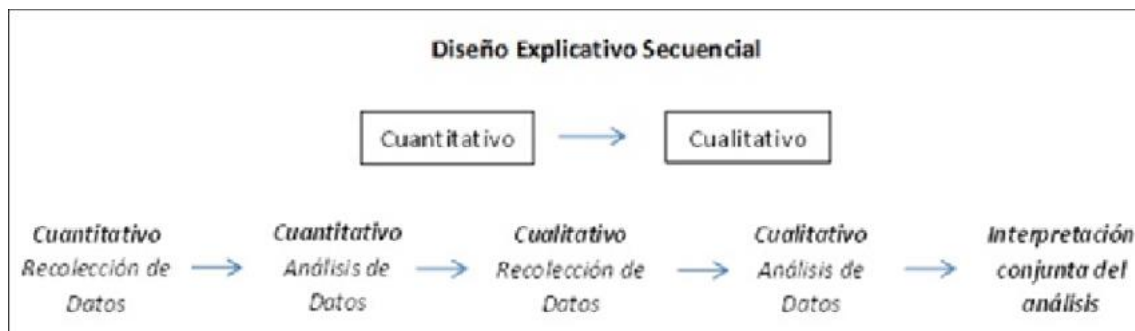 Diseño Explicativo Secuencial
Cuantitativo
Cualitativo
Cuantitativo
Recolección de
Datos
Cuantitativo
Análisis de
Datos
Cualitativo
Recolección de
Datos
Cualitativo
Análisis de
Datos
Interpretación
conjunta del
análisis